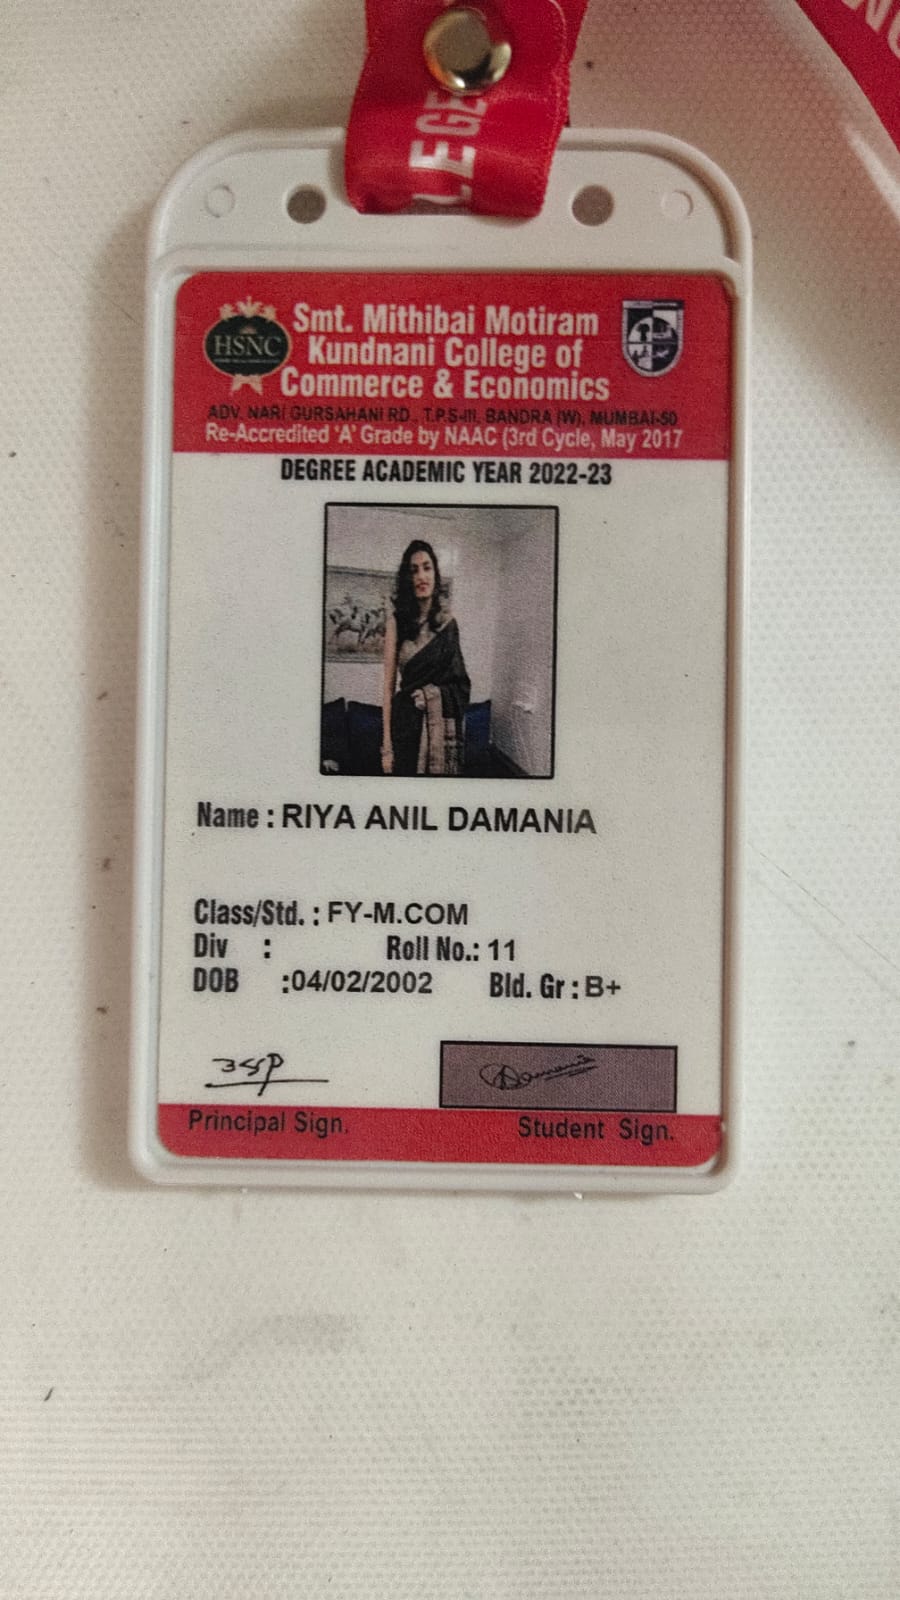 LEGE
HSNC
Smt. Mithibai Motiram
Kundnani College of
Commerce & Economics
ADV. NARI GURSAHANI RD., T.P.S-III, BANDRA (W), MUMBAI-50
Re-Accredited 'A' Grade by NAAC (3rd Cycle, May 2017
DEGREE ACADEMIC YEAR 2022-23
Name : RIYA ANIL DAMANIA
Class/Std. : FY-M.COM
Div : Roll No.: 11
DOB :04/02/2002 Bld. Gr : B+
Damania
Principal Sign. Student Sign.